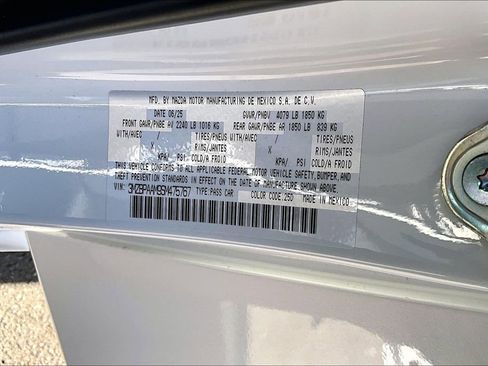 MFD. BY MAZDA MOTOR MANUFACTURING DE MEXICO S.A. DE C.V.
DATE 06/25 GVWR/PNBV 4079 LB 1850 KG
FRONT GAWR/PNBE AV 2240 LB 1016 KG REAR GAWR/PNBE AR 1850 LB 839 KG
WITH/AVEC / TIRES/PNEUS WITH/AVEC / TIRES/PNEUS
X RIMS/JANTES X RIMS/JANTES
KPA/ PSI. COLD/A FROID KPA/ PSI. COLD/A FROID
THIS VEHICLE CONFORMS TO ALL APPLICABLE FEDERAL MOTOR VEHICLE SAFETY, BUMPER, AND
THEFT PREVENTION STANDARDS IN EFFECT ON THE DATE OF MANUFACTURE SHOWN ABOVE.
VIN: TYPE PASS CAR COLOR CODE: 25D MADE IN MEXICO